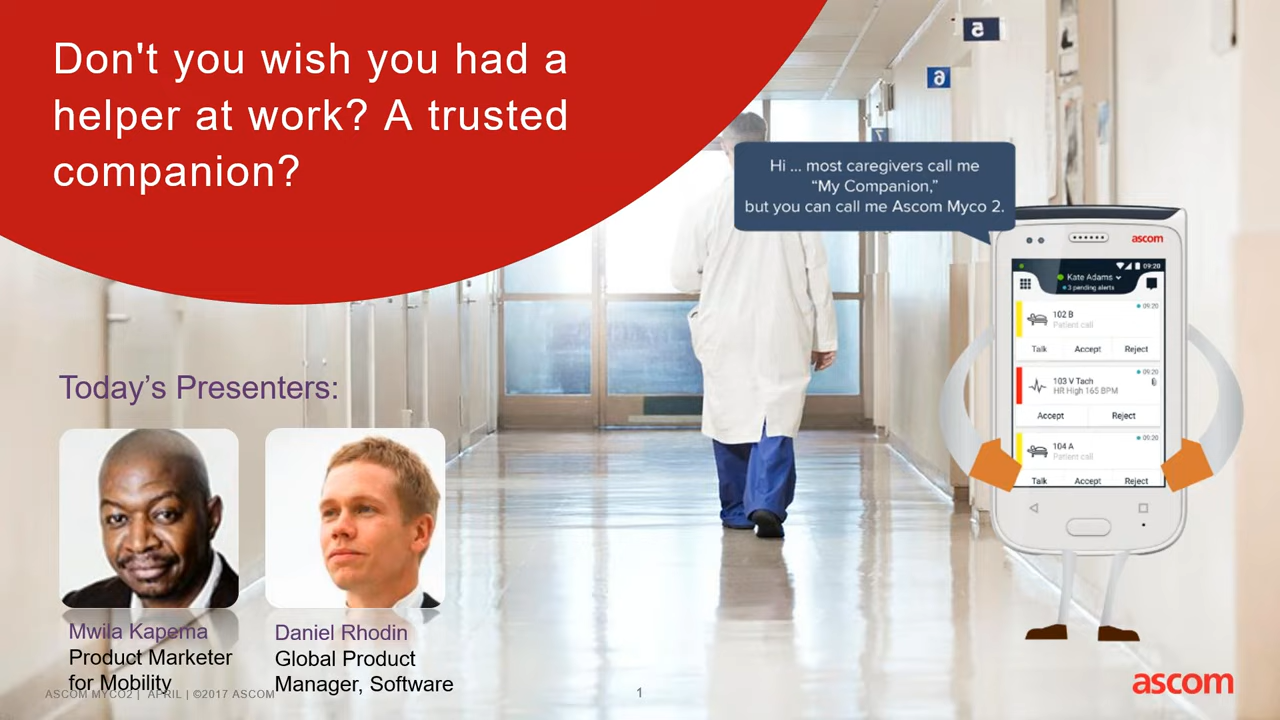 Don't you wish you had a
helper at work? A trusted
companion?
6
6
7
Hi ... most caregivers call me
“My Companion,”
but you can call me Ascom Myco 2.
ascom
09:20
Kate Adams
3 pending alerts
09:20
102 B
Patient call
Talk Accept Reject
09:20
103 V Tach
HR High 165 BPM
Accept Reject
09:20
104 A
Patient call
Talk Accept Reject
Today’s Presenters:
Mwila Kapema
Product Marketer
for Mobility
Daniel Rhodin
Global Product
Manager, Software
ASCOM MYCO2 | APRIL | ©2017 ASCOM
1
ascom